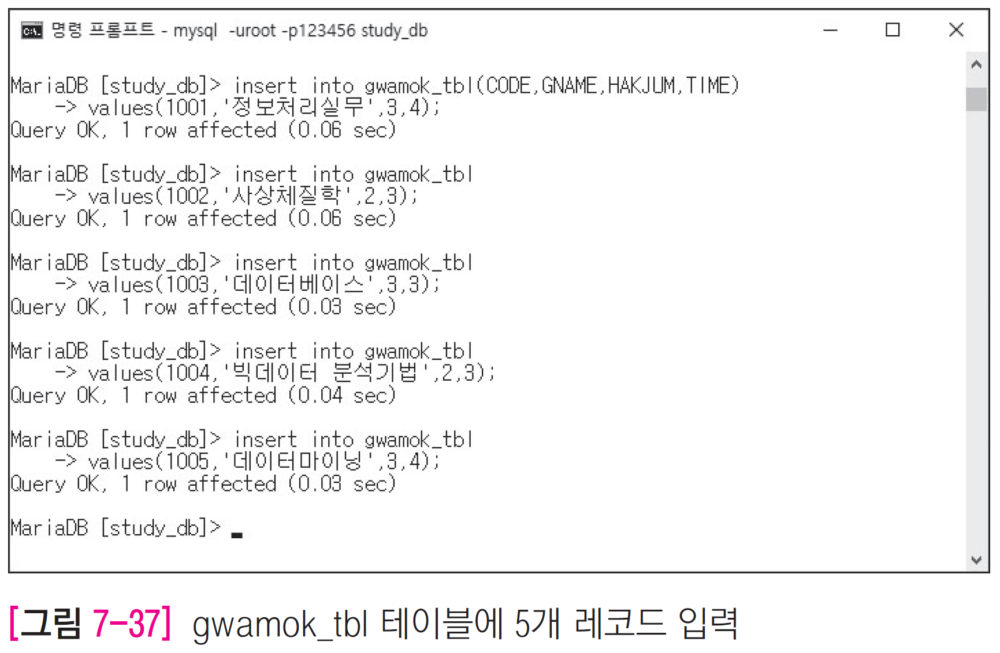 명령 프롬프트 - mysql -uroot -p123456 study_db
MariaDB [study_db]> insert into gwamok_tbl(CODE,GNAME,HAKJUM,TIME)
-> values(1001,'정보처리실무',3,4);
Query OK, 1 row affected (0.06 sec)
MariaDB [study_db]> insert into gwamok_tbl
-> values(1002,'사상체질학',2,3);
Query OK, 1 row affected (0.06 sec)
MariaDB [study_db]> insert into gwamok_tbl
-> values(1003,'데이터베이스',3,3);
Query OK, 1 row affected (0.03 sec)
MariaDB [study_db]> insert into gwamok_tbl
-> values(1004,'빅데이터 분석기법',2,3);
Query OK, 1 row affected (0.04 sec)
MariaDB [study_db]> insert into gwamok_tbl
-> values(1005,'데이터마이닝',3,4);
Query OK, 1 row affected (0.03 sec)
MariaDB [study_db]> _
[그림 7-37] gwamok_tbl 테이블에 5개 레코드 입력